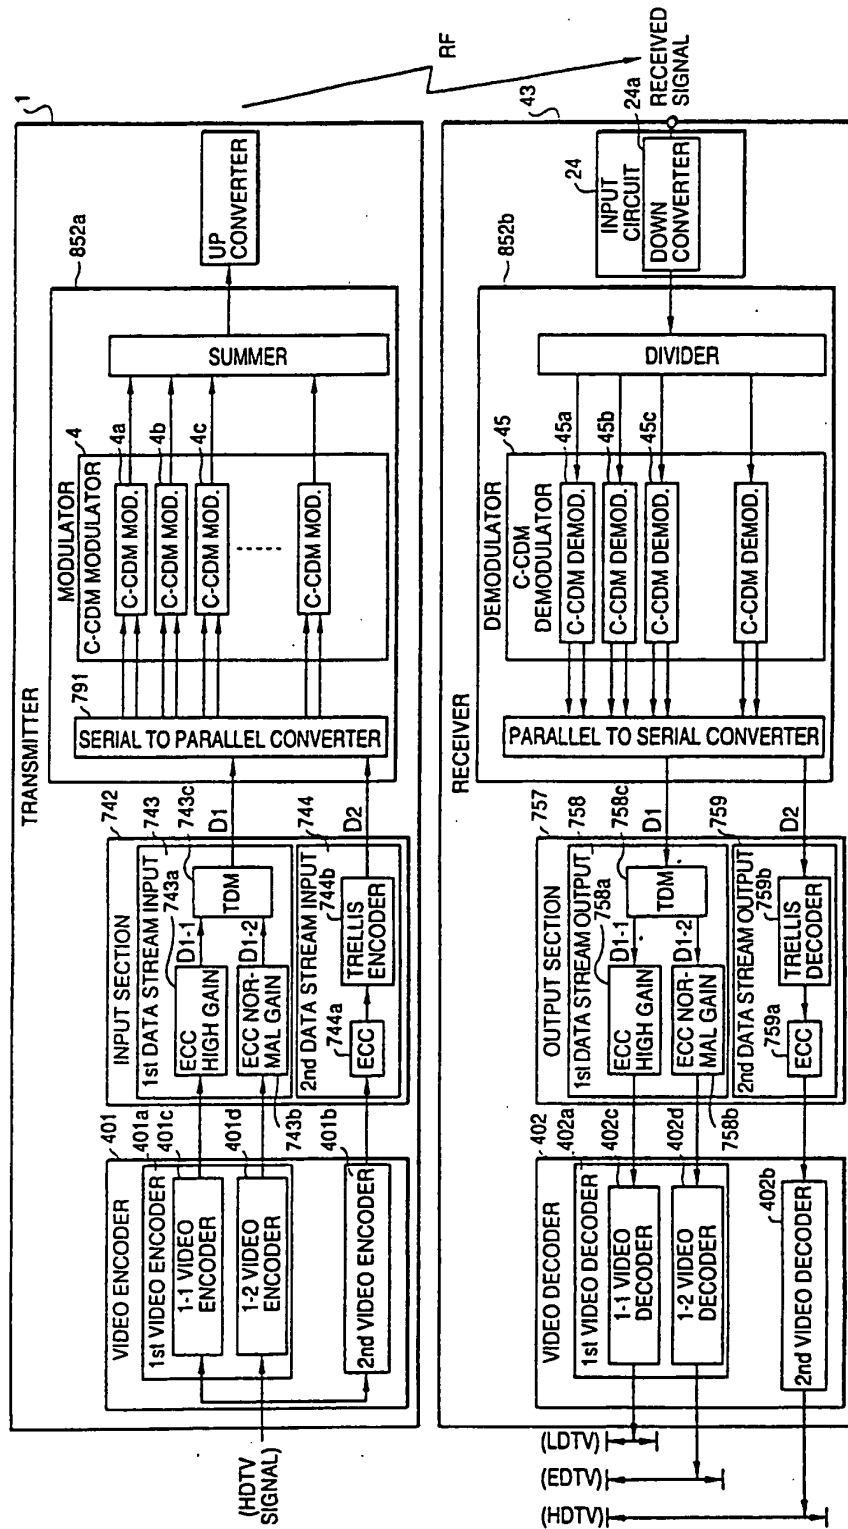 1
TRANSMITTER
(HDTV
SIGNAL)
401
401a
401c
401d
401b
VIDEO ENCODER
1st VIDEO ENCODER
1-1 VIDEO
ENCODER
1-2 VIDEO
ENCODER
2nd VIDEO ENCODER
742
743
743a
743c
743b
INPUT SECTION
1st DATA STREAM INPUT
ECC
HIGH GAIN
D1-1
TDM
D1-2
ECC NOR-
MAL GAIN
744
2nd DATA STREAM INPUT
744a
744b
ECC
TRELLIS
ENCODER
D1
D2
852a
791
SERIAL TO PARALLEL CONVERTER
MODULATOR
C-CDM MODULATOR
4
C-CDM MOD.
4a
C-CDM MOD.
4b
C-CDM MOD.
4c
C-CDM MOD.
SUMMER
UP
CONVERTER
RF
RECEIVED
SIGNAL
43
RECEIVER
24
INPUT
CIRCUIT
24a
DOWN
CONVERTER
852b
DIVIDER
DEMODULATOR
C-CDM
DEMODULATOR
45
C-CDM DEMOD.
45a
C-CDM DEMOD.
45b
C-CDM DEMOD.
45c
C-CDM DEMOD.
PARALLEL TO SERIAL CONVERTER
D1
D2
757
758
758a
758c
758b
OUTPUT SECTION
1st DATA STREAM OUTPUT
ECC
HIGH GAIN
D1-1
TDM
D1-2
ECC NOR-
MAL GAIN
759
2nd DATA STREAM OUTPUT
759a
759b
ECC
TRELLIS
DECODER
402
402a
402c
402d
402b
VIDEO DECODER
1st VIDEO DECODER
1-1 VIDEO
DECODER
1-2 VIDEO
DECODER
2nd VIDEO DECODER
(LDTV)
(EDTV)
(HDTV)